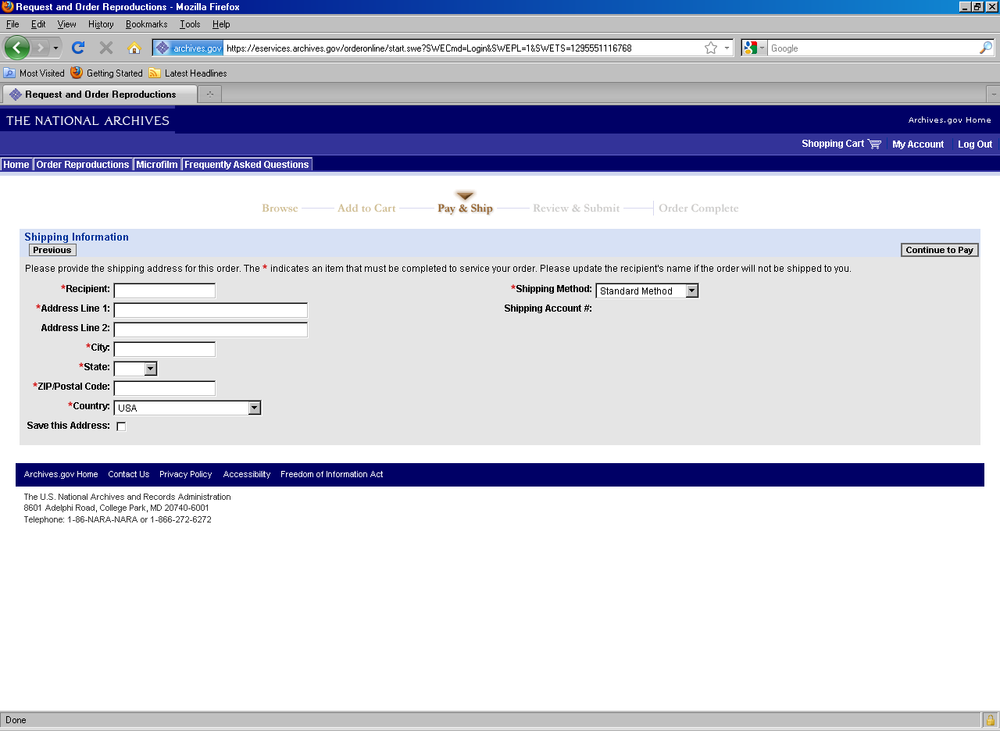 Request and Order Reproductions - Mozilla Firefox
File Edit View History Bookmarks Tools Help
archives.gov https://eservices.archives.gov/orderonline/start.swe?SWECmd=Login&SWEPL=1&SWETS=1295551116768 Google
Most Visited Getting Started Latest Headlines
Request and Order Reproductions
THE NATIONAL ARCHIVES Archives.gov Home
Shopping Cart My Account Log Out
Home Order Reproductions Microfilm Frequently Asked Questions
Browse Add to Cart Pay & Ship Review & Submit Order Complete
Shipping Information
Previous Continue to Pay
Please provide the shipping address for this order. The * indicates an item that must be completed to service your order. Please update the recipient's name if the order will not be shipped to you.
*Recipient: *Shipping Method: Standard Method
*Address Line 1: Shipping Account #:
Address Line 2:
*City:
*State:
*ZIP/Postal Code:
*Country: USA
Save this Address:
Archives.gov Home Contact Us Privacy Policy Accessibility Freedom of Information Act
The U.S. National Archives and Records Administration
8601 Adelphi Road, College Park, MD 20740-6001
Telephone: 1-86-NARA-NARA or 1-866-272-6272
Done